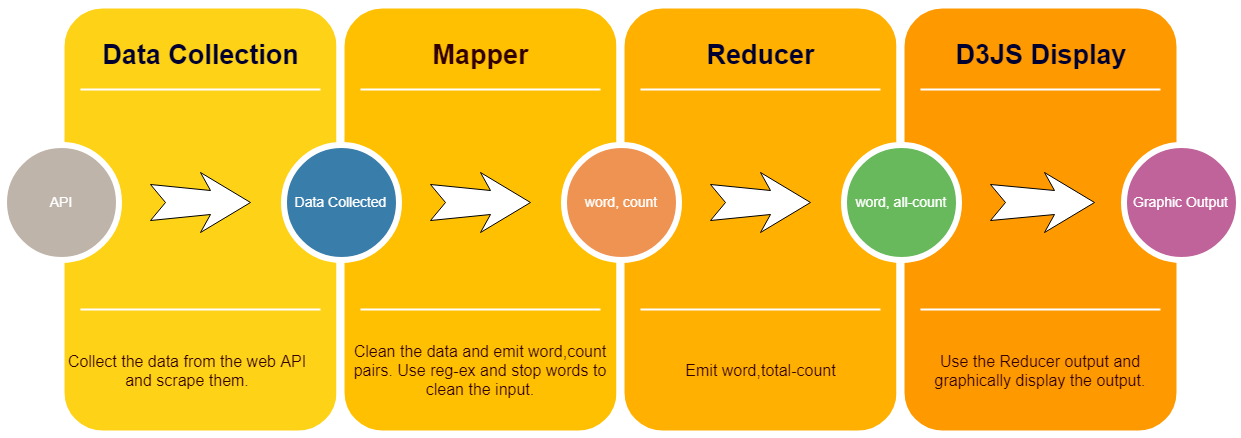 Data Collection
Mapper
Reducer
D3JS Display
API
Data Collected
word, count
word, all-count
Graphic Output
Collect the data from the web API
and scrape them.
Clean the data and emit word,count
pairs. Use reg-ex and stop words to
clean the input.
Emit word,total-count
Use the Reducer output and
graphically display the output.